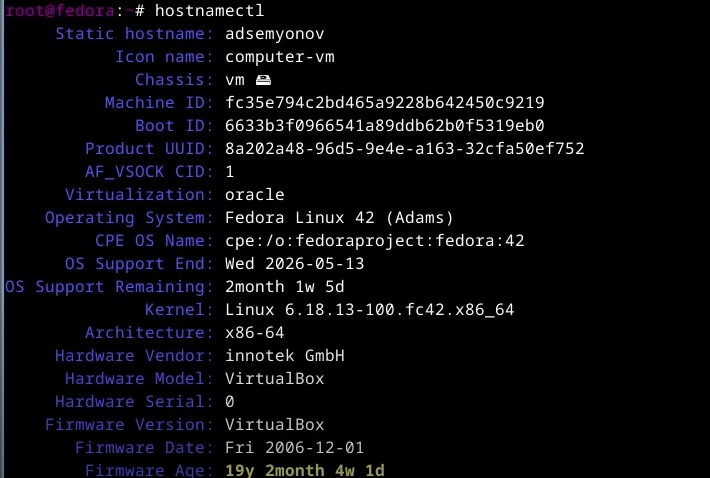 root@fedora:~# hostnamectl
Static hostname: adsemyonov
Icon name: computer-vm
Chassis: vm 🖴
Machine ID: fc35e794c2bd465a9228b642450c9219
Boot ID: 6633b3f0966541a89ddb62b0f5319eb0
Product UUID: 8a202a48-96d5-9e4e-a163-32cfa50ef752
AF_VSOCK CID: 1
Virtualization: oracle
Operating System: Fedora Linux 42 (Adams)
CPE OS Name: cpe:/o:fedoraproject:fedora:42
OS Support End: Wed 2026-05-13
OS Support Remaining: 2month 1w 5d
Kernel: Linux 6.18.13-100.fc42.x86_64
Architecture: x86-64
Hardware Vendor: innotek GmbH
Hardware Model: VirtualBox
Hardware Serial: 0
Firmware Version: VirtualBox
Firmware Date: Fri 2006-12-01
Firmware Age: 19y 2month 4w 1d